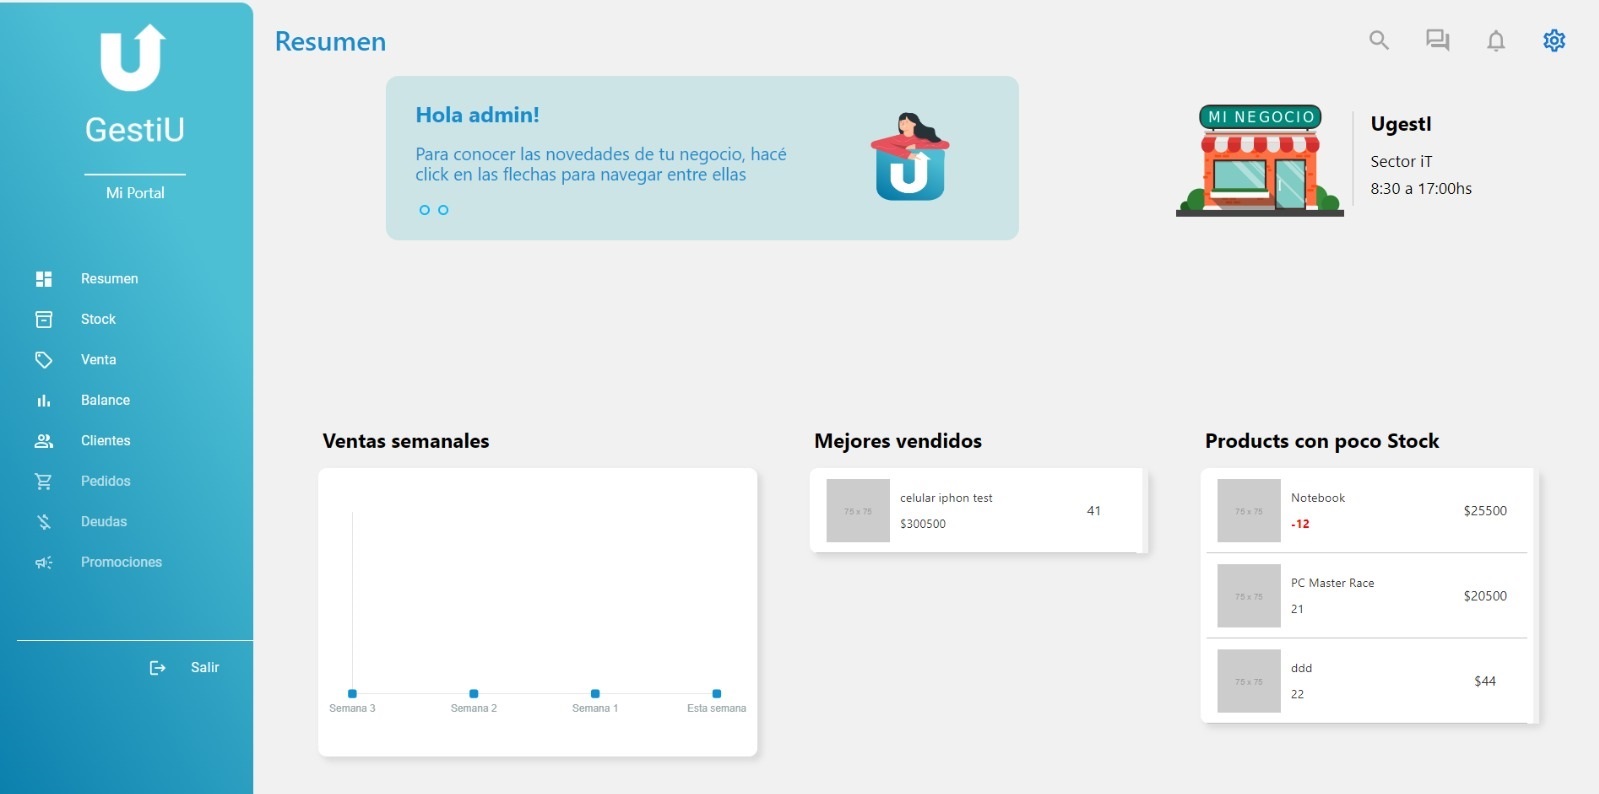 GestiU
Mi Portal
Resumen
Stock
Venta
Balance
Clientes
Pedidos
Deudas
Promociones
Salir
Resumen
Hola admin!
Para conocer las novedades de tu negocio, hacé
click en las flechas para navegar entre ellas
MI NEGOCIO
UgestI
Sector iT
8:30 a 17:00hs
Ventas semanales
Semana 3
Semana 2
Semana 1
Esta semana
Mejores vendidos
75 x 75
celular iphon test
$300500
41
Products con poco Stock
75 x 75
Notebook
-12
$25500
75 x 75
PC Master Race
21
$20500
75 x 75
ddd
22
$44